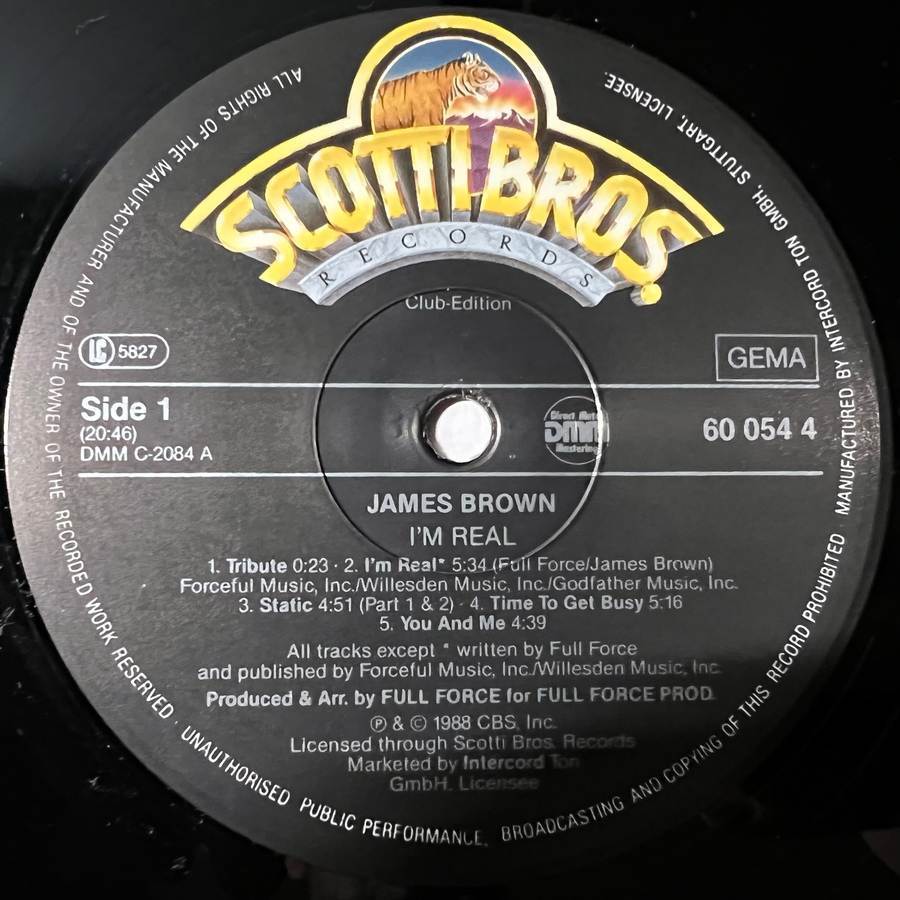 SCOTTI BROS.
RECORDS
Club-Edition
LC 5827
GEMA
Side 1
(20:46)
DMM C-2084 A
Direct Metal
DMM
Mastering
60 054 4
JAMES BROWN
I'M REAL
1. Tribute 0:23 · 2. I'm Real* 5:34 (Full Force/James Brown)
Forceful Music, Inc./Willesden Music, Inc./Godfather Music, Inc.
3. Static 4:51 (Part 1 & 2) · 4. Time To Get Busy 5:16
5. You And Me 4:39
All tracks except * written by Full Force
and published by Forceful Music, Inc./Willesden Music, Inc.
Produced & Arr. by FULL FORCE for FULL FORCE PROD.
℗ & © 1988 CBS, Inc.
Licensed through Scotti Bros. Records
Marketed by Intercord Ton
GmbH. Licensee
ALL RIGHTS OF THE MANUFACTURER AND OF THE OWNER OF THE RECORDED WORK RESERVED · UNAUTHORISED PUBLIC PERFORMANCE, BROADCASTING AND COPYING OF THIS RECORD PROHIBITED · MANUFACTURED BY INTERCORD TON GMBH, STUTTGART, LICENSEE.